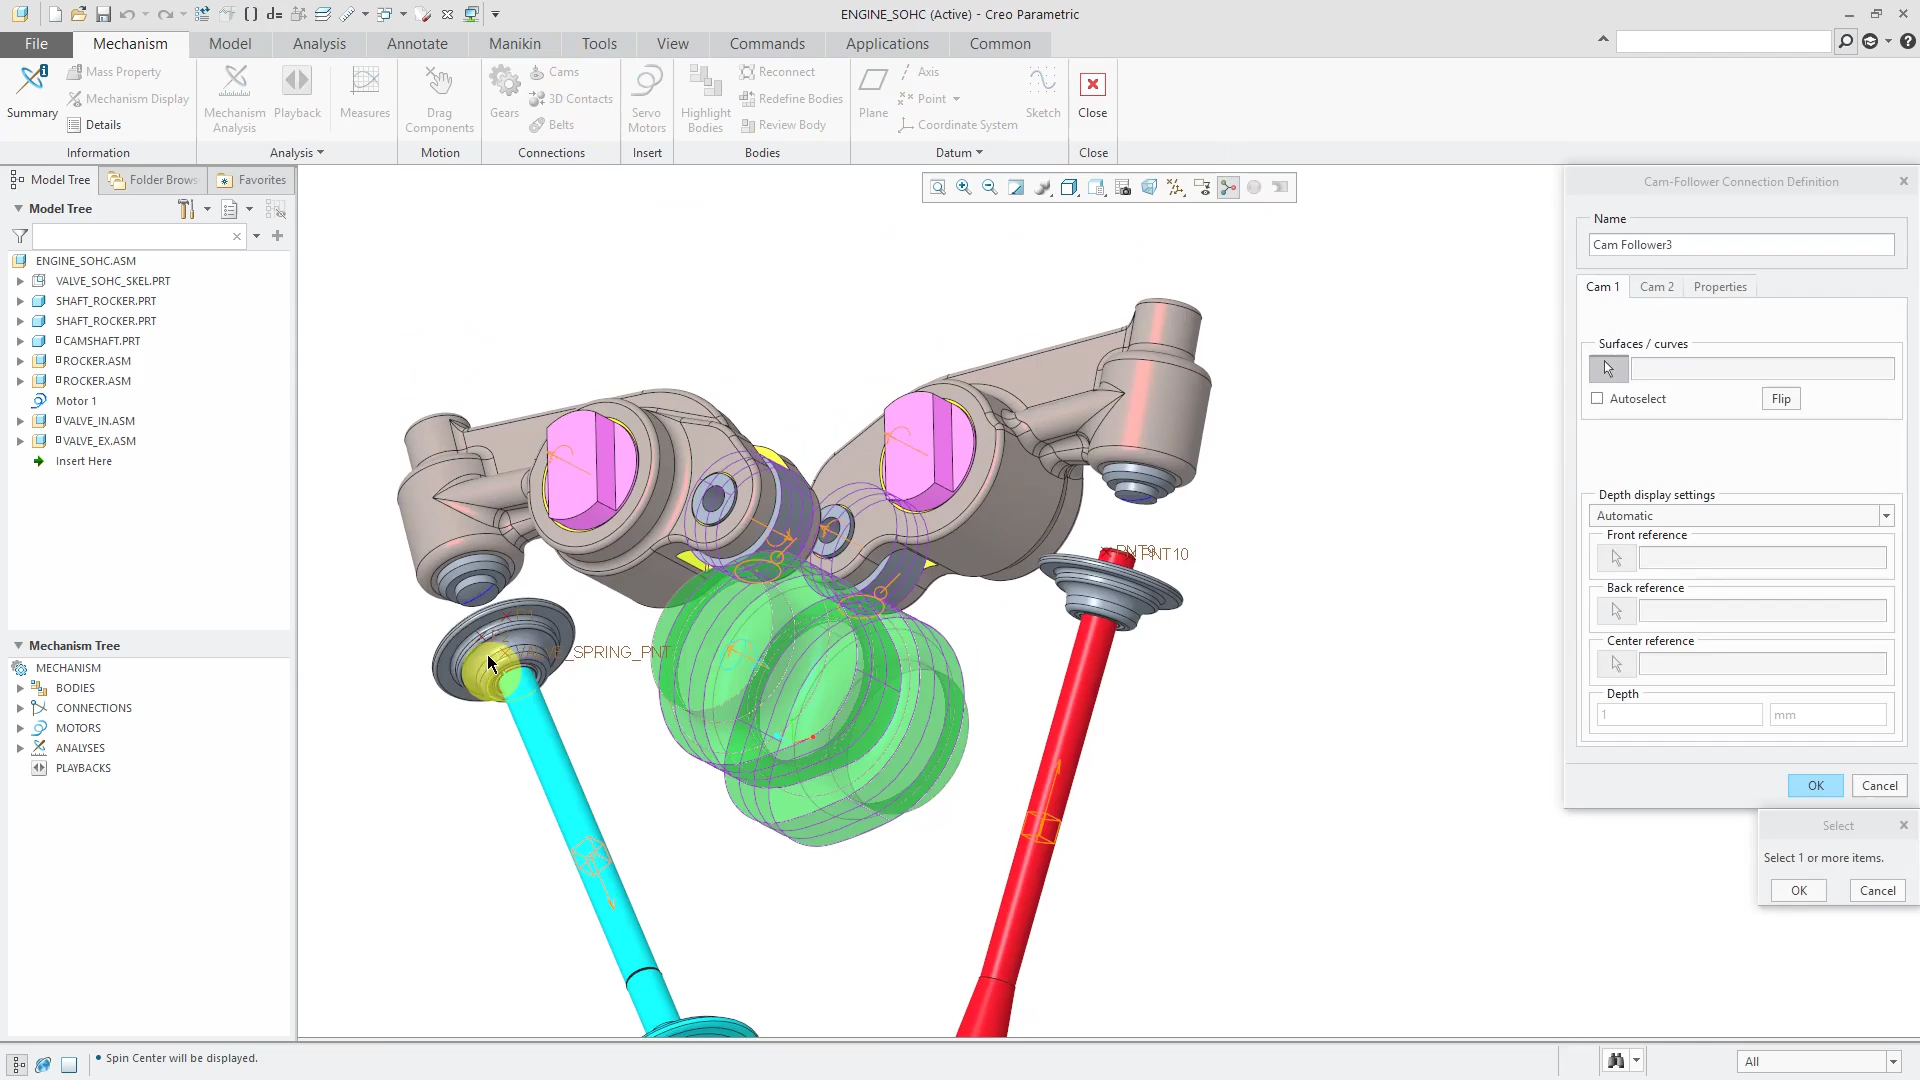 ENGINE_SOHC (Active) - Creo Parametric
File
Mechanism
Model
Analysis
Annotate
Manikin
Tools
View
Commands
Applications
Common
Summary
Mass Property
Mechanism Display
Details
Information
Mechanism Analysis
Playback
Measures
Analysis
Drag Components
Motion
Gears
Cams
3D Contacts
Belts
Connections
Servo Motors
Insert
Highlight Bodies
Reconnect
Redefine Bodies
Review Body
Bodies
Plane
Axis
Point
Coordinate System
Sketch
Datum
Close
Close
Model Tree
Folder Brows
Favorites
Model Tree
ENGINE_SOHC.ASM
VALVE_SOHC_SKEL.PRT
SHAFT_ROCKER.PRT
SHAFT_ROCKER.PRT
CAMSHAFT.PRT
ROCKER.ASM
ROCKER.ASM
Motor 1
VALVE_IN.ASM
VALVE_EX.ASM
Insert Here
Mechanism Tree
MECHANISM
BODIES
CONNECTIONS
MOTORS
ANALYSES
PLAYBACKS
PNT10
Cam-Follower Connection Definition
Name
Cam Follower3
Cam 1
Cam 2
Properties
Surfaces / curves
Autoselect
Flip
Depth display settings
Automatic
Front reference
Back reference
Center reference
Depth
1
mm
OK
Cancel
Select
Select 1 or more items.
OK
Cancel
Spin Center will be displayed.
All